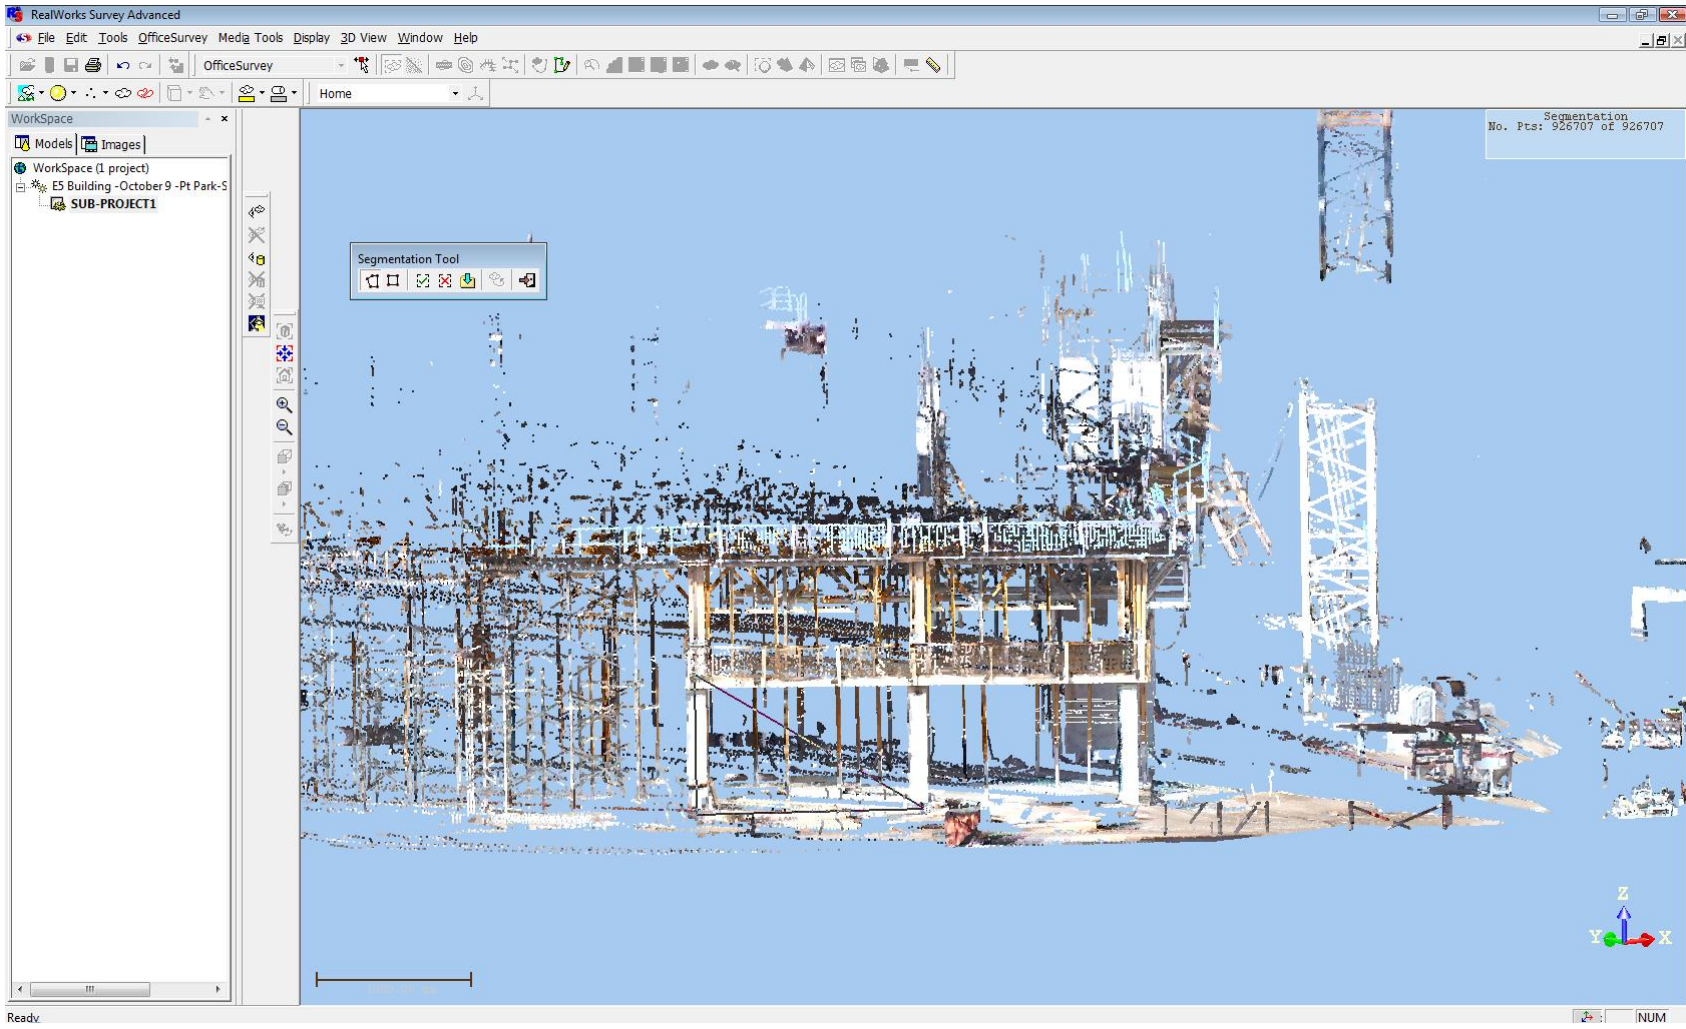 RealWorks Survey Advanced
File Edit Tools OfficeSurvey Media Tools Display 3D View Window Help
OfficeSurvey
Home
WorkSpace
Models Images
WorkSpace (1 project)
E5 Building -October 9 -Pt Park-S
SUB-PROJECT1
Segmentation Tool
Segmentation
No. Pts: 926707 of 926707
Z
Y X
Ready
NUM